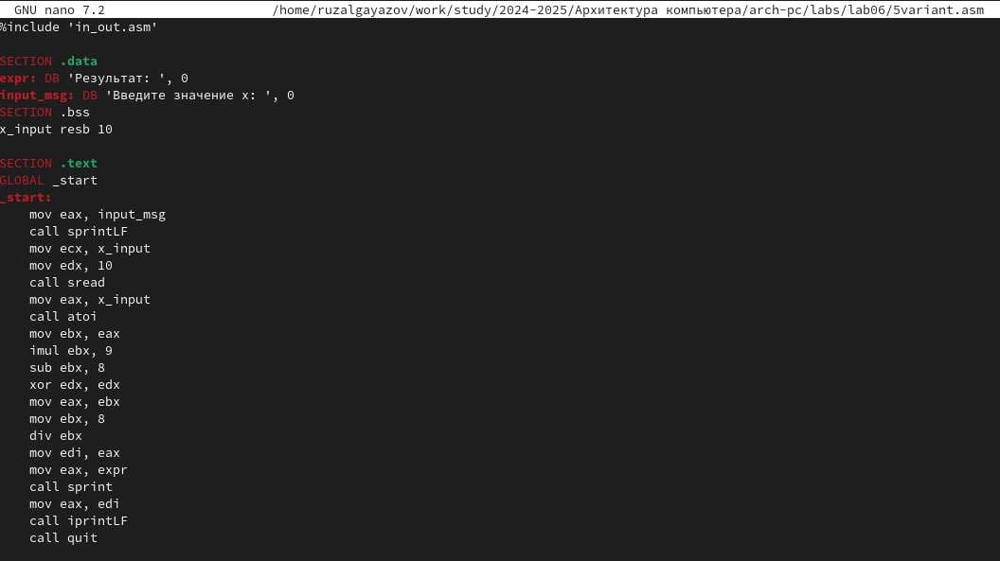 GNU nano 7.2 /home/ruzalgayazov/work/study/2024-2025/Архитектура компьютера/arch-pc/labs/lab06/5variant.asm
%include 'in_out.asm'
SECTION .data
expr: DB 'Результат: ', 0
input_msg: DB 'Введите значение x: ', 0
SECTION .bss
x_input resb 10
SECTION .text
GLOBAL _start
_start:
mov eax, input_msg
call sprintLF
mov ecx, x_input
mov edx, 10
call sread
mov eax, x_input
call atoi
mov ebx, eax
imul ebx, 9
sub ebx, 8
xor edx, edx
mov eax, ebx
mov ebx, 8
div ebx
mov edi, eax
mov eax, expr
call sprint
mov eax, edi
call iprintLF
call quit